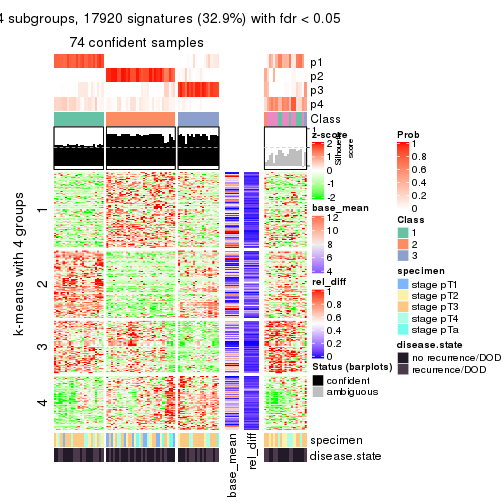 4 subgroups, 17920 signatures (32.9%) with fdr < 0.05
74 confident samples
p1
p2
p3
p4
Class
1
Silhouette
score
k-means with 4 groups
1
2
3
4
base_mean
rel_diff
specimen
disease.state
z-score
2
1
0
-1
-2
base_mean
12
10
8
6
4
rel_diff
1
0.8
0.6
0.4
0.2
0
Status (barplots)
confident
ambiguous
Prob
1
0.8
0.6
0.4
0.2
0
Class
1
2
3
specimen
stage pT1
stage pT2
stage pT3
stage pT4
stage pTa
disease.state
no recurrence/DOD
recurrence/DOD